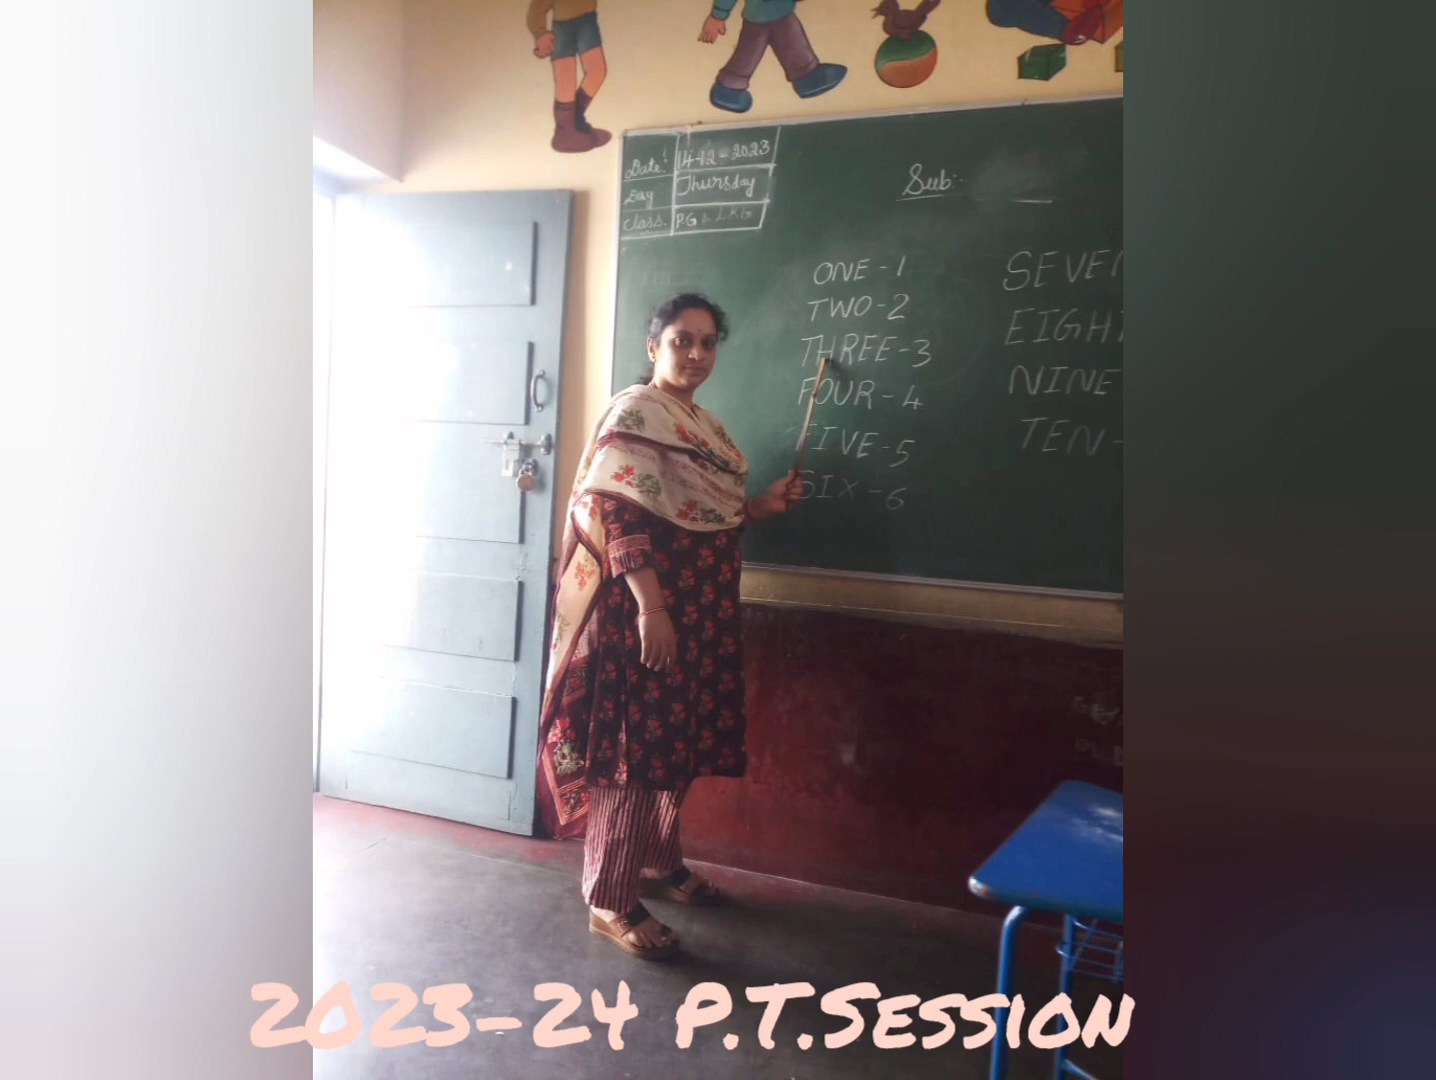 Date: 14-12-2023
Day: Thursday
Class: P.G & LKG
Sub:-
ONE - 1
TWO - 2
THREE - 3
FOUR - 4
FIVE - 5
SIX - 6
SEVEN
EIGHT
NINE
TEN -
2023-24 P.T.Session